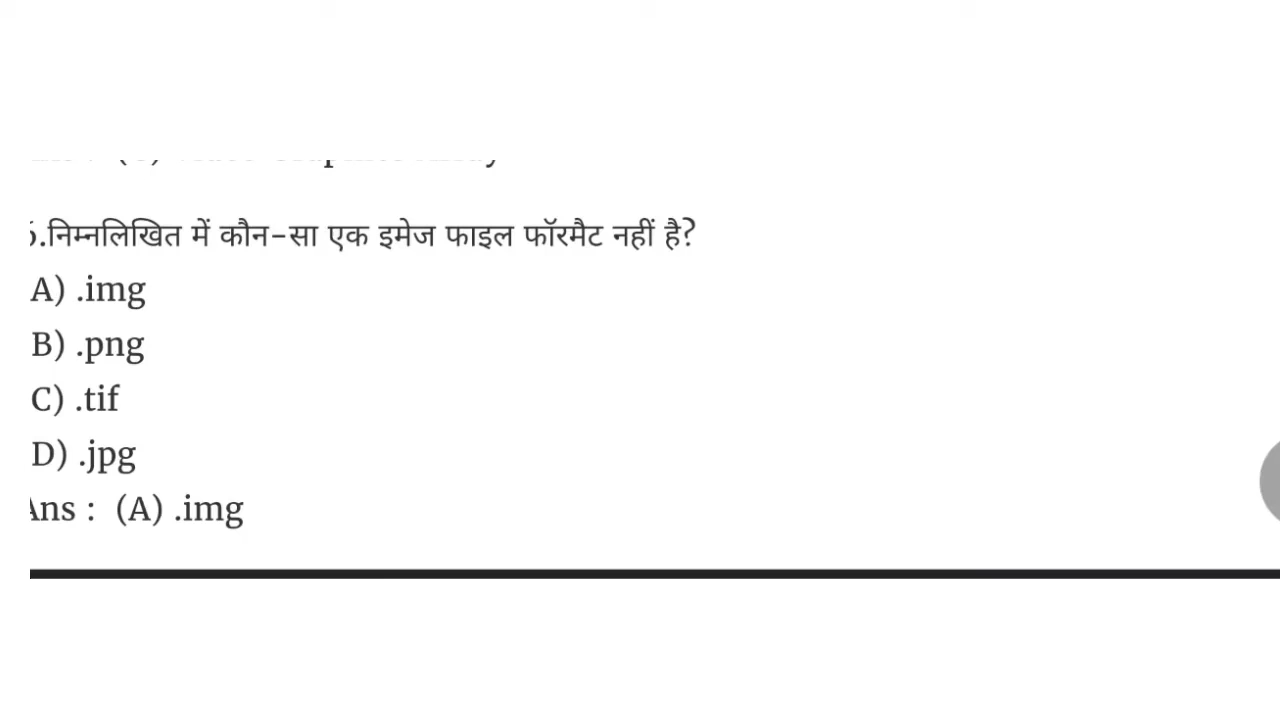 .निम्नलिखित में कौन-सा एक इमेज फाइल फॉरमैट नहीं है?
A) .img
B) .png
C) .tif
D) .jpg
Ans : (A) .img